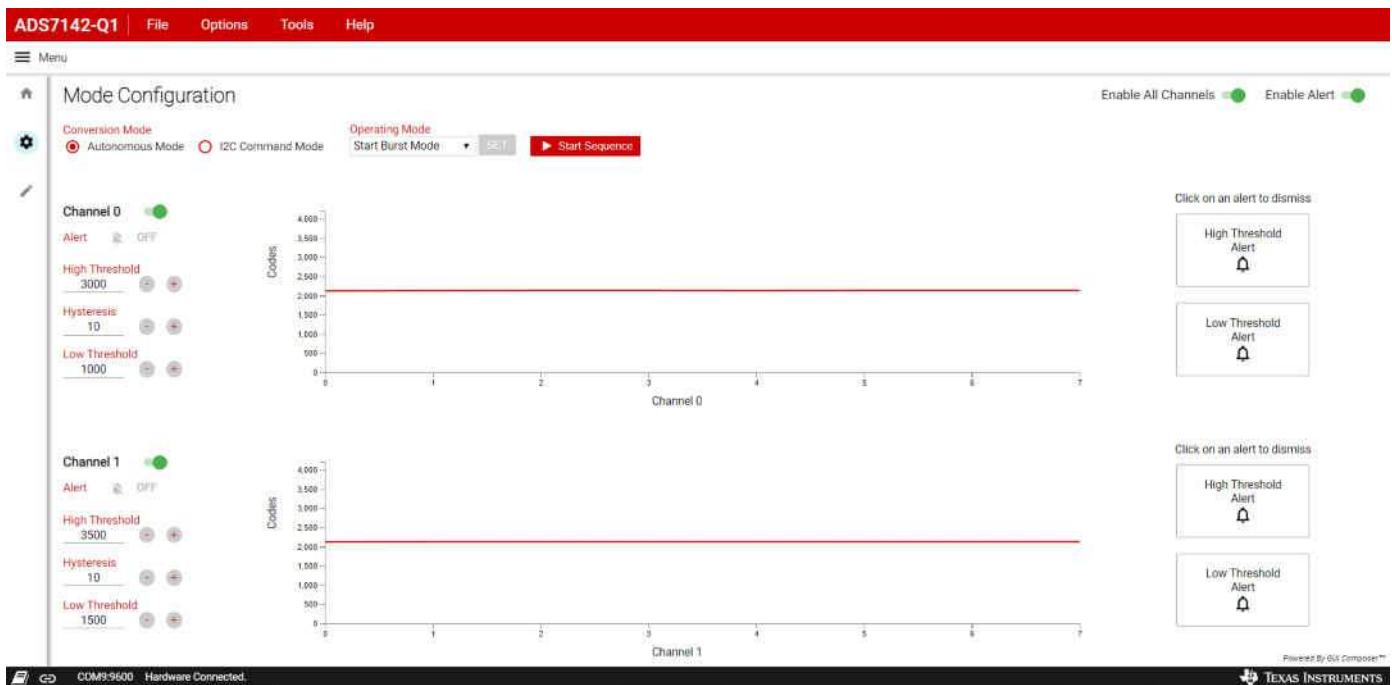 ADS7142-Q1 File Options Tools Help
Menu
Mode Configuration
Enable All Channels Enable Alert
Conversion Mode
Autonomous Mode I2C Command Mode
Operating Mode
Start Burst Mode SET Start Sequence
Channel 0
Alert OFF
High Threshold
3000 - +
Hysteresis
10 - +
Low Threshold
1000 - +
Codes
4,000
3,500
3,000
2,500
2,000
1,500
1,000
500
0
0 1 2 3 4 5 6 7
Channel 0
Click on an alert to dismiss
High Threshold
Alert
Low Threshold
Alert
Channel 1
Alert OFF
High Threshold
3500 - +
Hysteresis
10 - +
Low Threshold
1500 - +
Codes
4,000
3,500
3,000
2,500
2,000
1,500
1,000
500
0
0 1 2 3 4 5 6 7
Channel 1
Click on an alert to dismiss
High Threshold
Alert
Low Threshold
Alert
Powered By GUI Composer™
COM9:9600 Hardware Connected.
TEXAS INSTRUMENTS